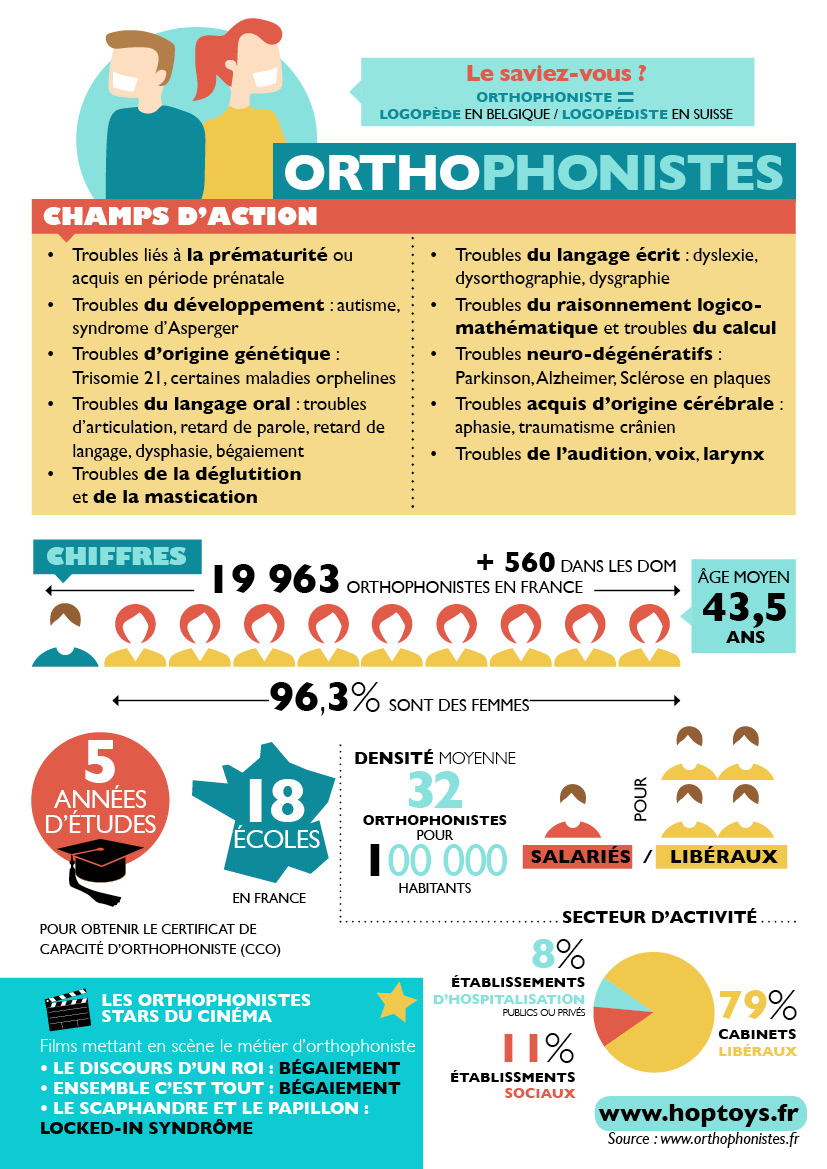 Le saviez-vous ?
ORTHOPHONISTE =
LOGOPÈDE EN BELGIQUE / LOGOPÉDISTE EN SUISSE
ORTHOPHONISTES
CHAMPS D'ACTION
• Troubles liés à la prématurité ou
acquis en période prénatale
• Troubles du développement : autisme,
syndrome d'Asperger
• Troubles d'origine génétique :
Trisomie 21, certaines maladies orphelines
• Troubles du langage oral : troubles
d'articulation, retard de parole, retard de
langage, dysphasie, bégaiement
• Troubles de la déglutition
et de la mastication
• Troubles du langage écrit : dyslexie,
dysorthographie, dysgraphie
• Troubles du raisonnement logico-
mathématique et troubles du calcul
• Troubles neuro-dégénératifs :
Parkinson, Alzheimer, Sclérose en plaques
• Troubles acquis d'origine cérébrale :
aphasie, traumatisme crânien
• Troubles de l'audition, voix, larynx
CHIFFRES
19 963 ORTHOPHONISTES EN FRANCE
+ 560 DANS LES DOM
ÂGE MOYEN
43,5
ANS
96,3% SONT DES FEMMES
5
ANNÉES
D'ÉTUDES
18
ÉCOLES
EN FRANCE
POUR OBTENIR LE CERTIFICAT DE
CAPACITÉ D'ORTHOPHONISTE (CCO)
DENSITÉ MOYENNE
32
ORTHOPHONISTES
POUR
100 000
HABITANTS
POUR
SALARIÉS / LIBÉRAUX
SECTEUR D'ACTIVITÉ
8%
ÉTABLISSEMENTS
D'HOSPITALISATION
PUBLICS OU PRIVÉS
11%
ÉTABLISSMENTS
SOCIAUX
79%
CABINETS
LIBÉRAUX
LES ORTHOPHONISTES
STARS DU CINÉMA
Films mettant en scène le métier d'orthophoniste
• LE DISCOURS D'UN ROI : BÉGAIEMENT
• ENSEMBLE C'EST TOUT : BÉGAIEMENT
• LE SCAPHANDRE ET LE PAPILLON :
LOCKED-IN SYNDRÔME
www.hoptoys.fr
Source : www.orthophonistes.fr